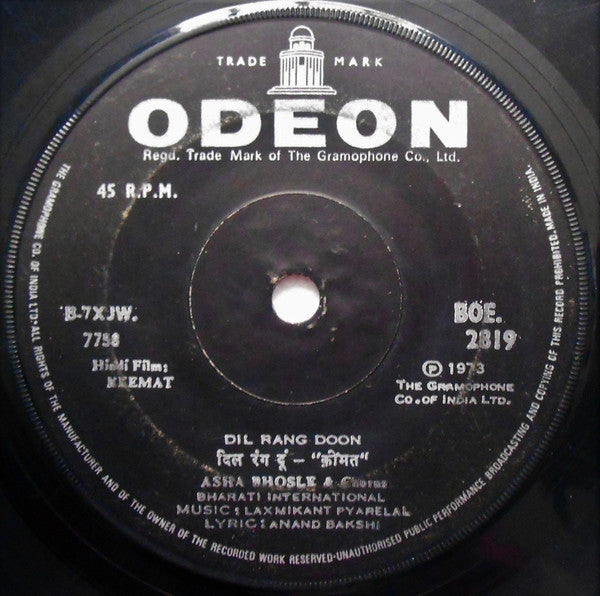 TRADE MARK
ODEON
Regd. Trade Mark of The Gramophone Co., Ltd.
45 R.P.M.
B-7XJW.
7758
Hindi Film:
KEEMAT
BOE.
2819
Ⓟ 1973
THE GRAMOPHONE
CO. OF INDIA LTD.
DIL RANG DOON
दिल रंग दूं - "क़ीमत"
ASHA BHOSLE & Chorus
BHARATI INTERNATIONAL
MUSIC: LAXMIKANT PYARELAL
LYRIC: ANAND BAKSHI
THE GRAMOPHONE CO. OF INDIA LTD. ALL RIGHTS OF THE MANUFACTURER AND OF THE OWNER OF THE RECORDED WORK RESERVED-UNAUTHORISED PUBLIC PERFORMANCE BROADCASTING AND COPYING OF THIS RECORD PROHIBITED. MADE IN INDIA.